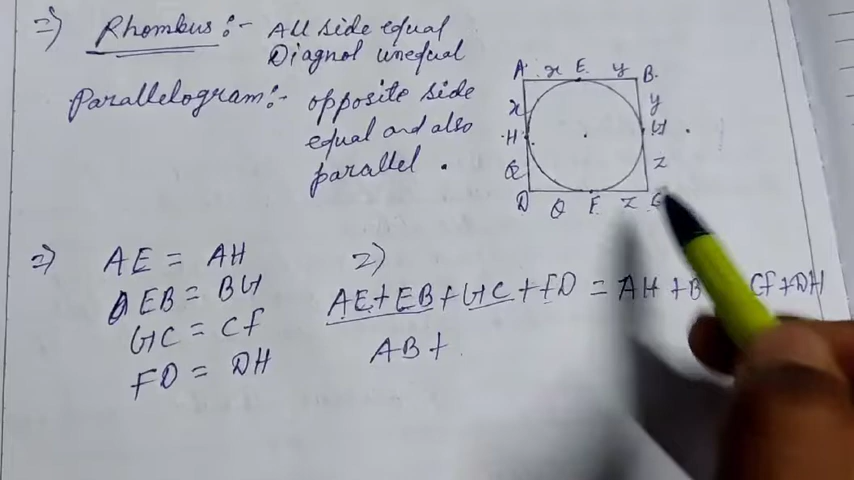 =) Rhombus :- All side equal
Diagnol unequal
Parallelogram :- opposite side
equal and also
parallel .
A x E y B
x y
H G
Q z
D Q F z C
=) AE = AH
EB = BG
GC = CF
FD = DH
=)
AE + EB + GC + FD = AH + B CF + DH
AB +